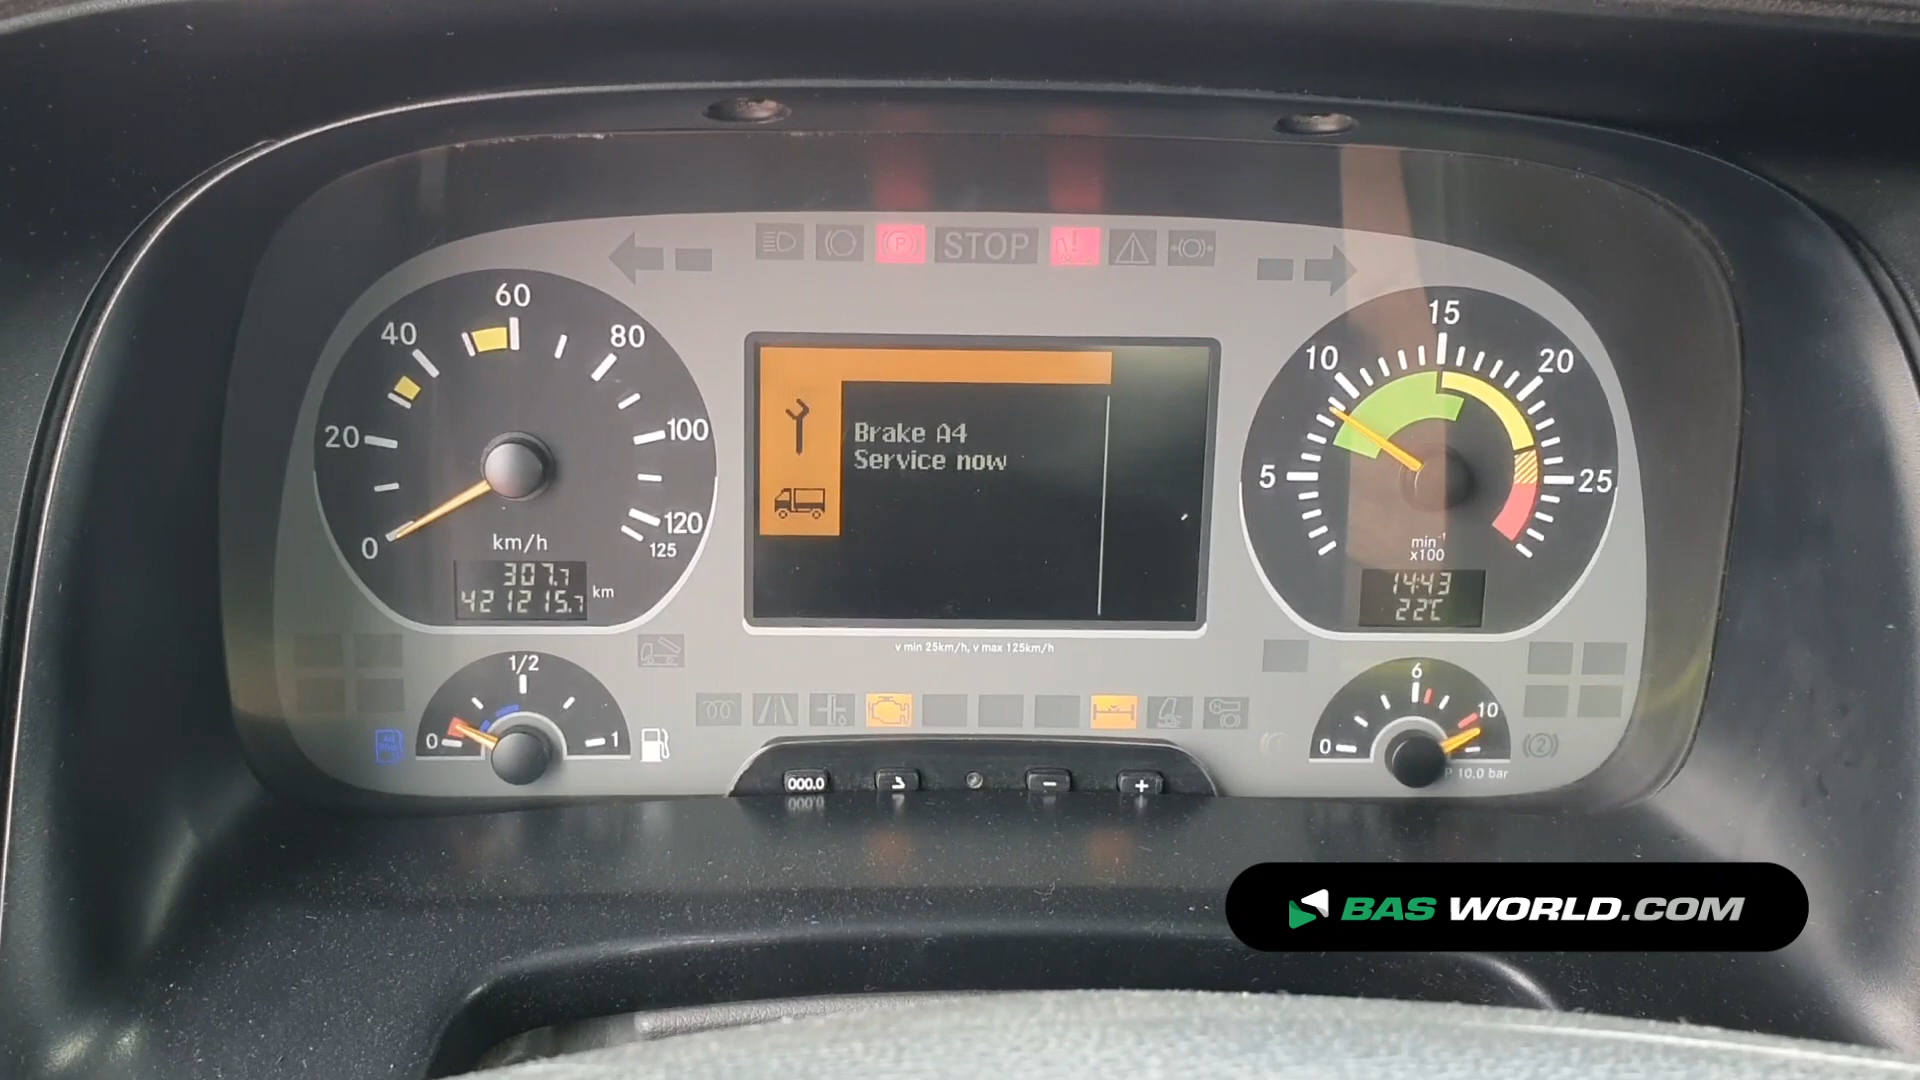 STOP
P
0
20
40
60
80
100
120
125
km/h
307.7
421215.7 km
Brake A4
Service now
5
10
15
20
25
min⁻¹
x100
14:43
22°C
v min 25km/h, v max 125km/h
0
1/2
1
0
6
10
P 10.0 bar
2
000.0
-
+
BAS WORLD.COM